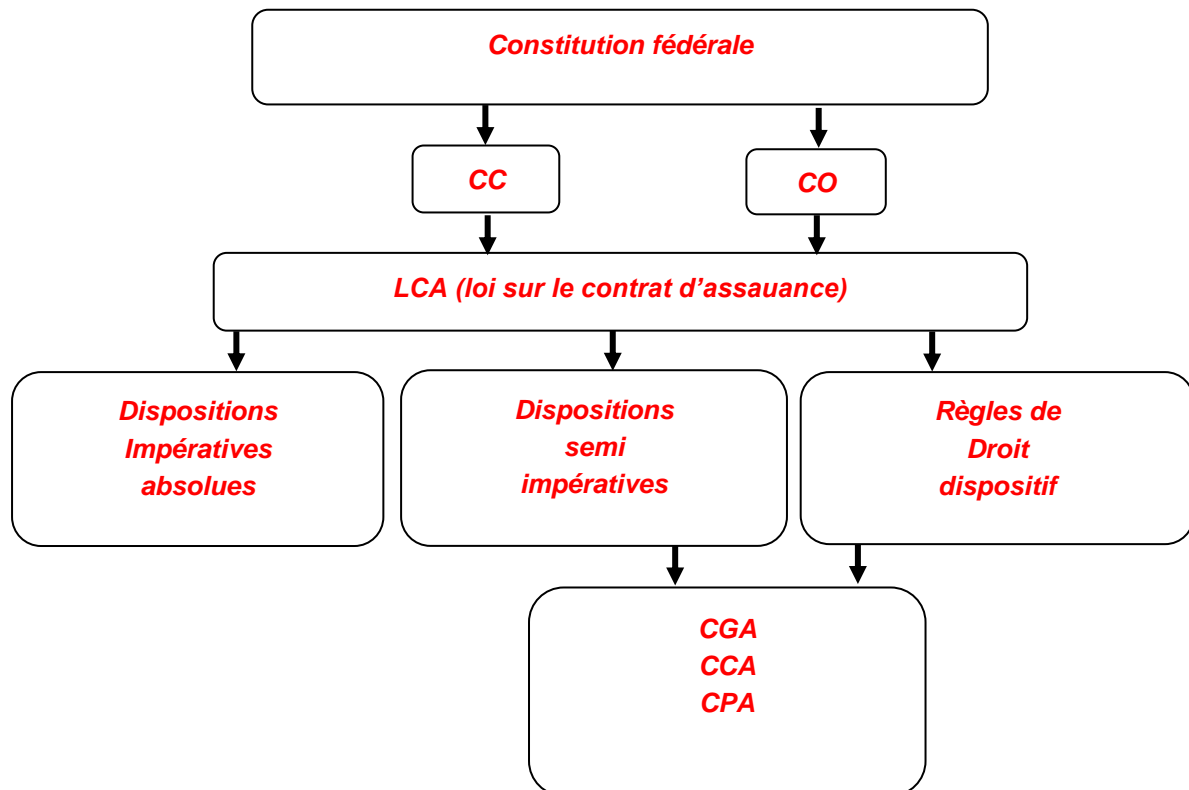 Constitution fédérale
CC
CO
LCA (loi sur le contrat d'assauance)
Dispositions
Impératives
absolues
Dispositions
semi
impératives
Règles de
Droit
dispositif
CGA
CCA
CPA